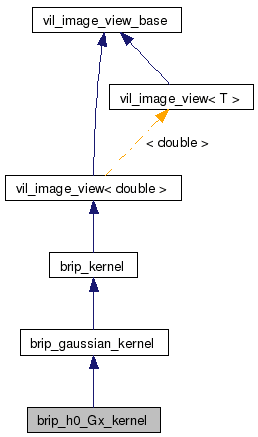 vil_image_view_base
vil_image_view< T >
< double >
vil_image_view< double >
brip_kernel
brip_gaussian_kernel
brip_h0_Gx_kernel